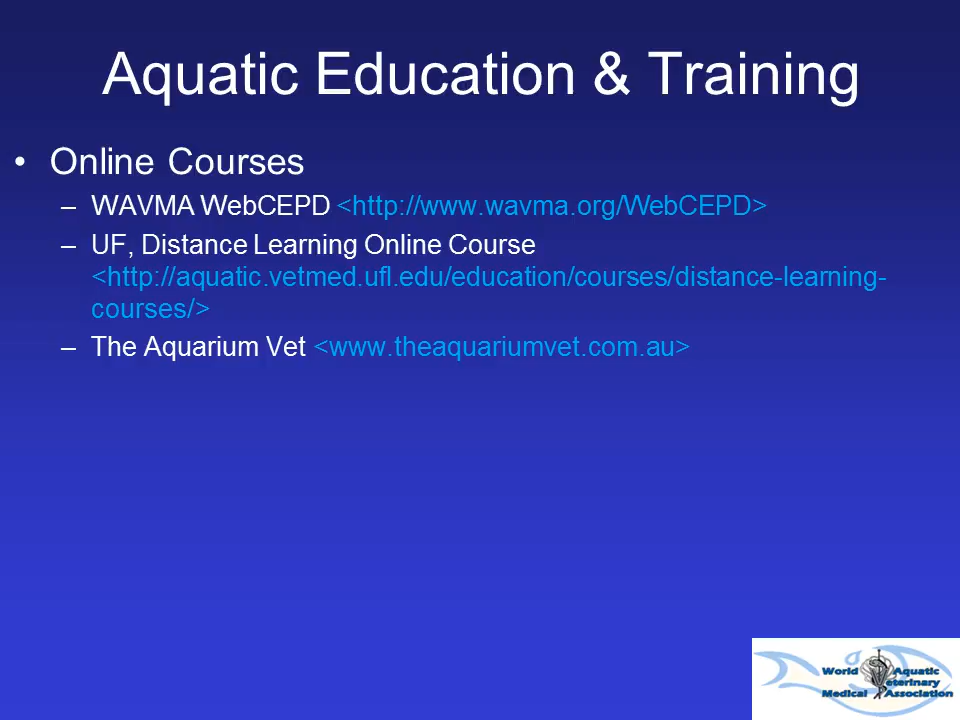 Aquatic Education & Training
• Online Courses
– WAVMA WebCEPD <http://www.wavma.org/WebCEPD>
– UF, Distance Learning Online Course
<http://aquatic.vetmed.ufl.edu/education/courses/distance-learning-
courses/>
– The Aquarium Vet <www.theaquariumvet.com.au>
World Aquatic
Veterinary
Medical Association